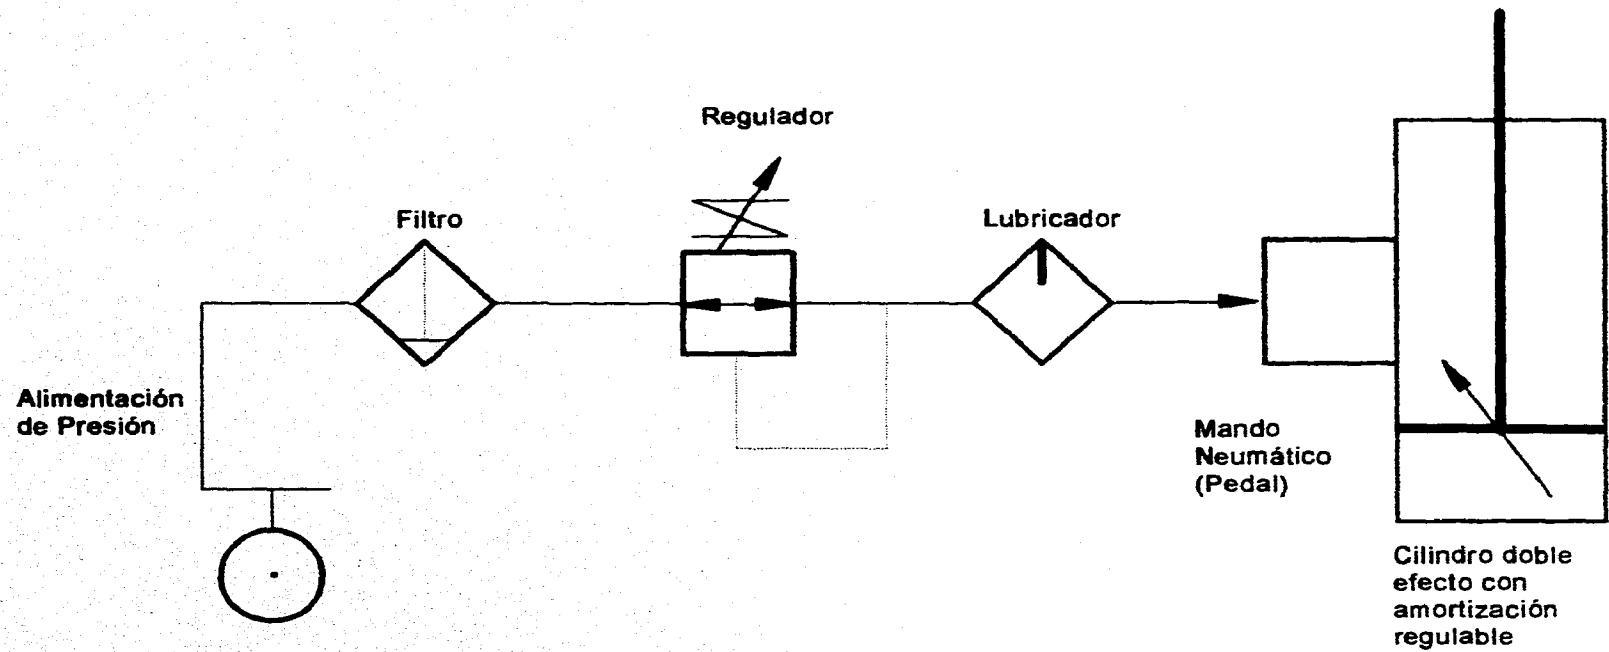 Regulador
Filtro
Lubricador
Alimentación
de Presión
Mando
Neumático
(Pedal)
Cilindro doble
efecto con
amortización
regulable